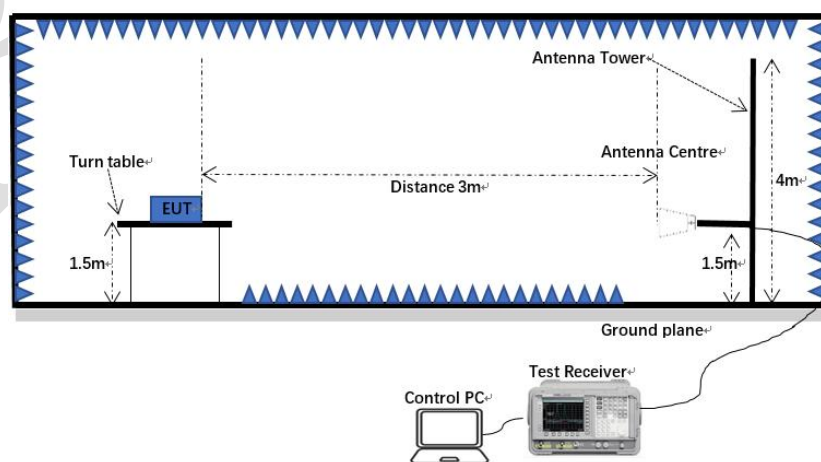 Antenna Tower
Turn table
Antenna Centre
Distance 3m
4m
EUT
1.5m
1.5m
Ground plane
Test Receiver
Control PC